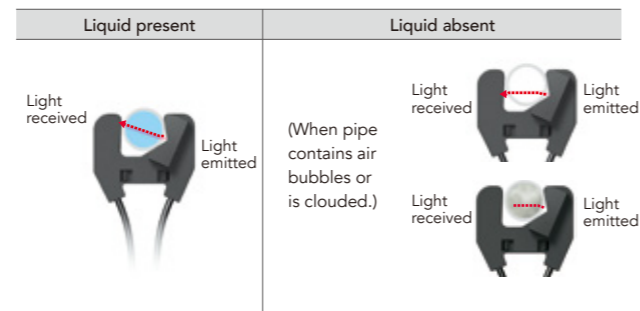 Liquid present
Liquid absent
Light
received
Light
emitted
(When pipe
contains air
bubbles or
is clouded.)
Light
received
Light
emitted
Light
received
Light
emitted